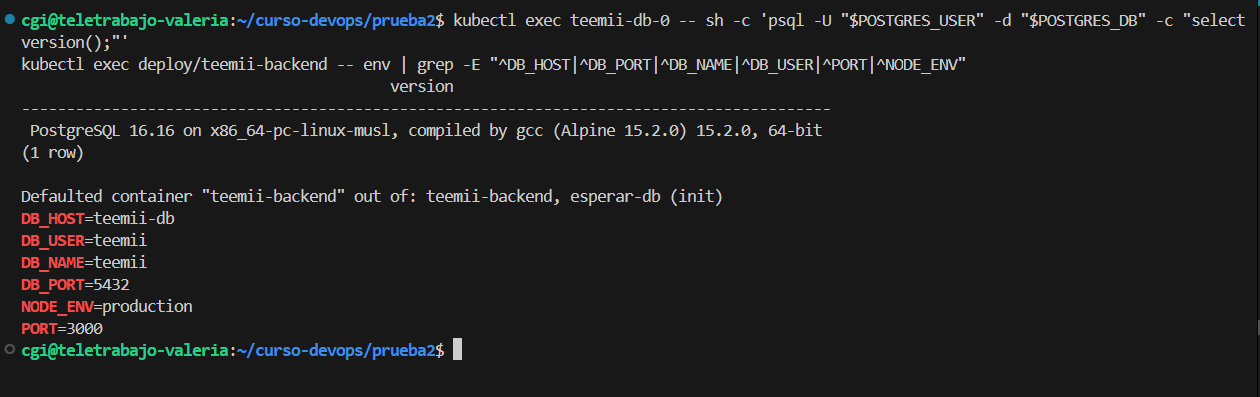 cgi@teletrabajo-valeria:~/curso-devops/prueba2$ kubectl exec teemii-db-0 -- sh -c 'psql -U "$POSTGRES_USER" -d "$POSTGRES_DB" -c "select
version();"'
kubectl exec deploy/teemii-backend -- env | grep -E "^DB_HOST|^DB_PORT|^DB_NAME|^DB_USER|^PORT|^NODE_ENV"
version
------------------------------------------------------------------------------------------
PostgreSQL 16.16 on x86_64-pc-linux-musl, compiled by gcc (Alpine 15.2.0) 15.2.0, 64-bit
(1 row)
Defaulted container "teemii-backend" out of: teemii-backend, esperar-db (init)
DB_HOST=teemii-db
DB_USER=teemii
DB_NAME=teemii
DB_PORT=5432
NODE_ENV=production
PORT=3000
cgi@teletrabajo-valeria:~/curso-devops/prueba2$